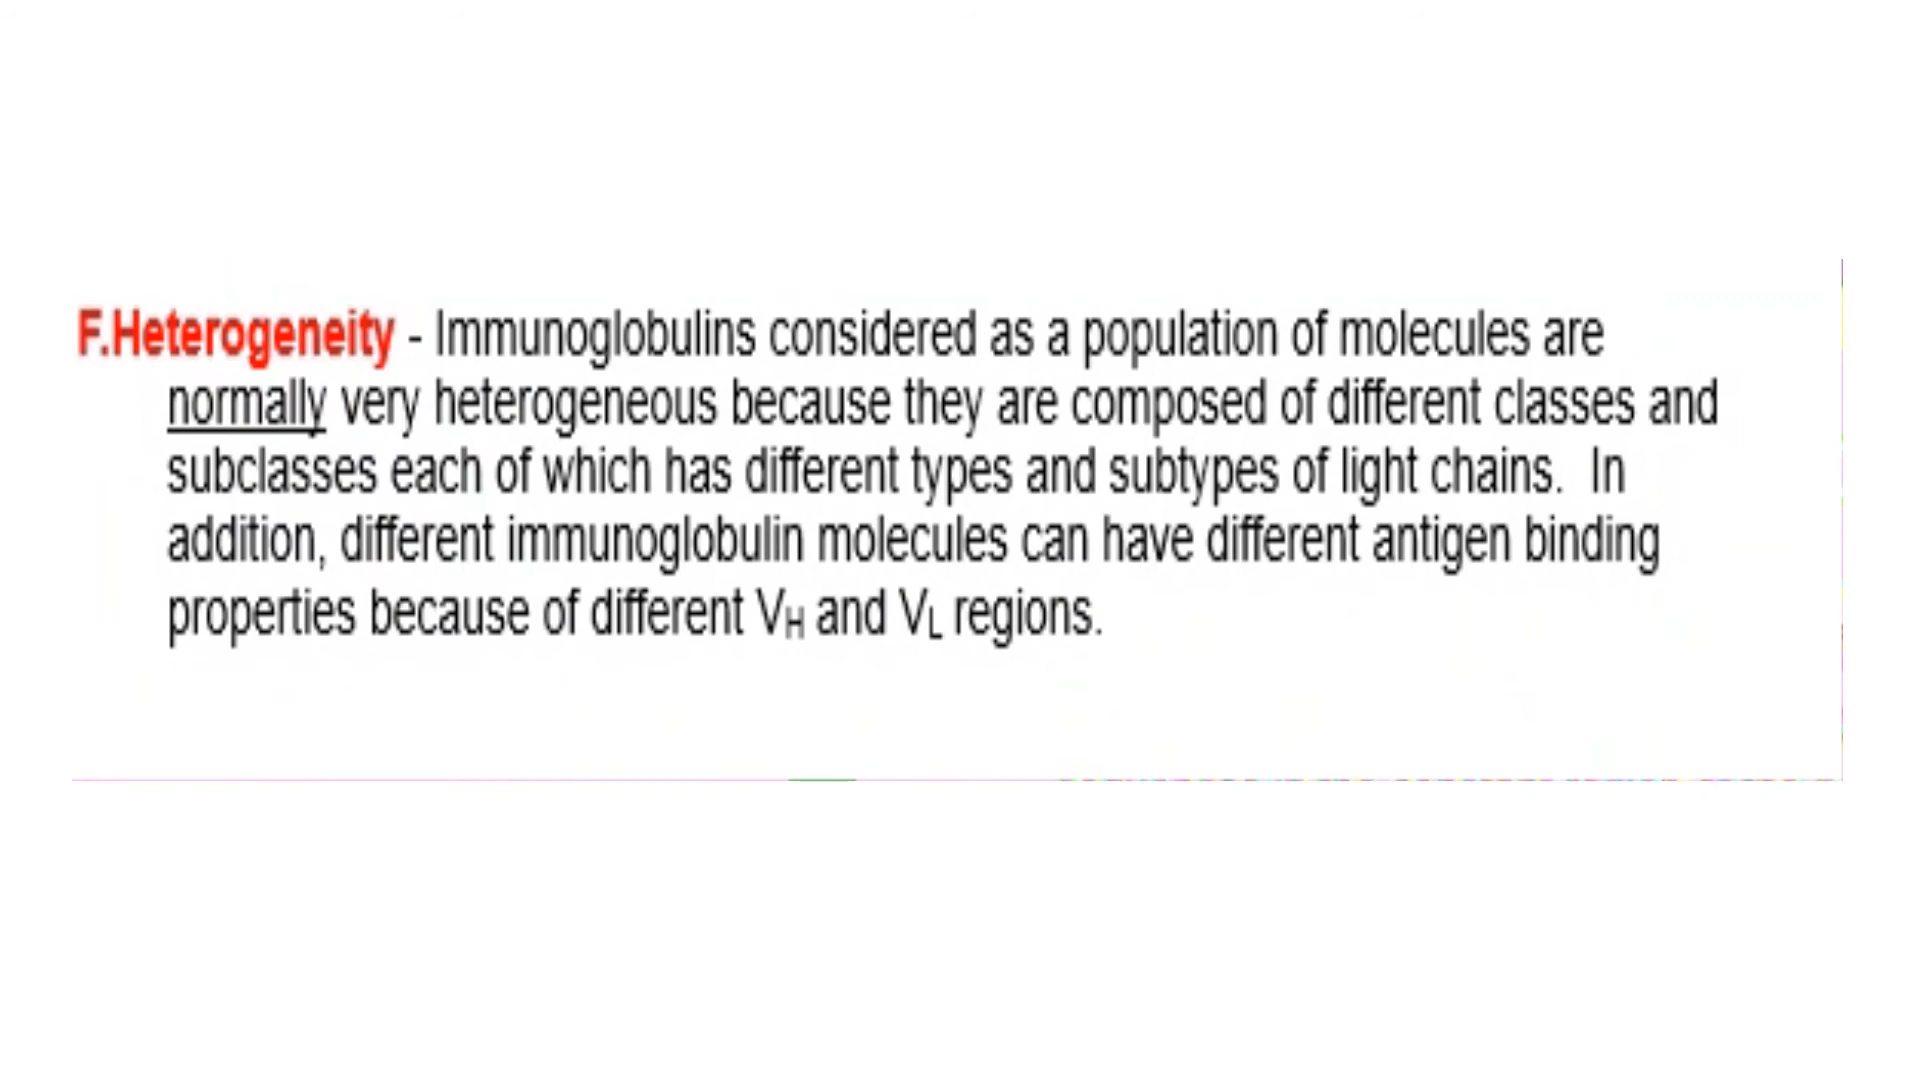 F.Heterogeneity - Immunoglobulins considered as a population of molecules are
normally very heterogeneous because they are composed of different classes and
subclasses each of which has different types and subtypes of light chains.  In
addition, different immunoglobulin molecules can have different antigen binding
properties because of different VH and VL regions.